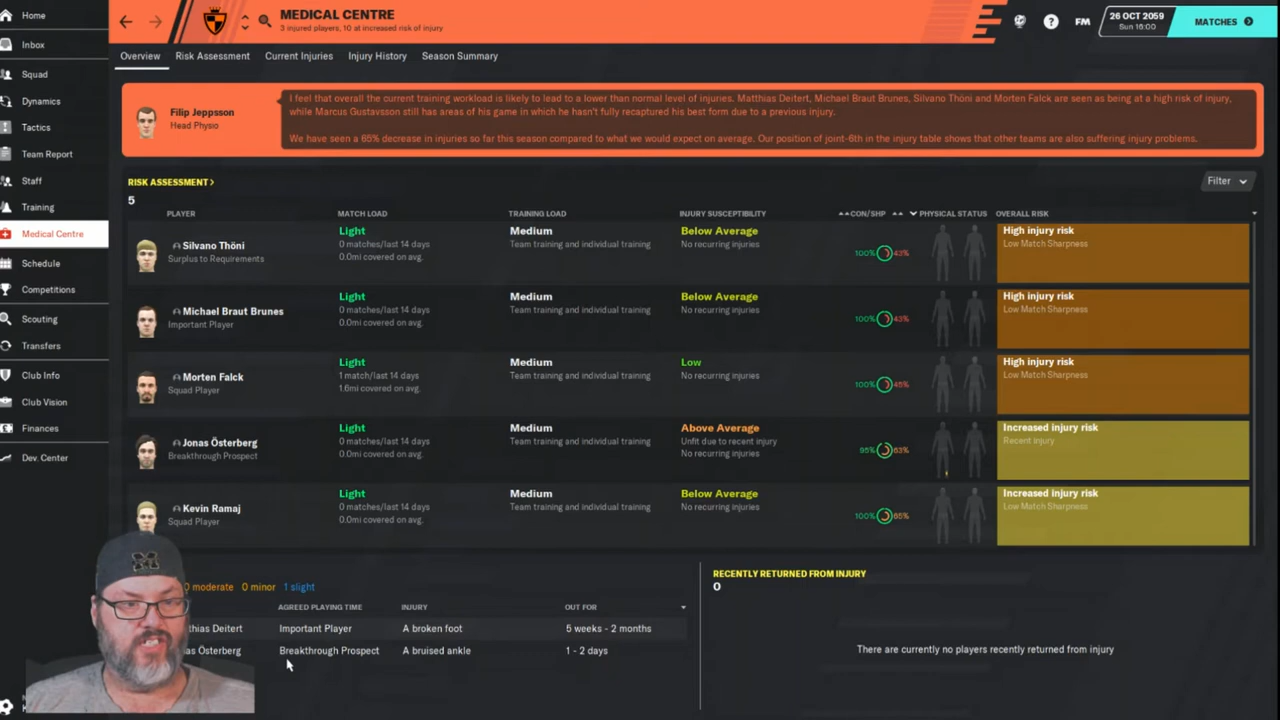 Home
Inbox
Squad
Dynamics
Tactics
Team Report
Staff
Training
Medical Centre
Schedule
Competitions
Scouting
Transfers
Club Info
Club Vision
Finances
Dev. Center
MEDICAL CENTRE
3 injured players, 10 at increased risk of injury
?
FM
26 OCT 2059
Sun 16:00
MATCHES
Overview
Risk Assessment
Current Injuries
Injury History
Season Summary
Filip Jeppsson
Head Physio
I feel that overall the current training workload is likely to lead to a lower than normal level of injuries. Matthias Deitert, Michael Braut Brunes, Silvano Thöni and Morten Falck are seen as being at a high risk of injury,
while Marcus Gustavsson still has areas of his game in which he hasn't fully recaptured his best form due to a previous injury.
We have seen a 65% decrease in injuries so far this season compared to what we would expect on average. Our position of joint-6th in the injury table shows that other teams are also suffering injury problems.
RISK ASSESSMENT >
5
Filter
PLAYER
MATCH LOAD
TRAINING LOAD
INJURY SUSCEPTIBILITY
CON/SHP
PHYSICAL STATUS
OVERALL RISK
Silvano Thöni
Surplus to Requirements
Light
0 matches/last 14 days
0.0mi covered on avg.
Medium
Team training and individual training
Below Average
No recurring injuries
100% 43%
High injury risk
Low Match Sharpness
Michael Braut Brunes
Important Player
Light
0 matches/last 14 days
0.0mi covered on avg.
Medium
Team training and individual training
Below Average
No recurring injuries
100% 43%
High injury risk
Low Match Sharpness
Morten Falck
Squad Player
Light
1 match/last 14 days
1.6mi covered on avg.
Medium
Team training and individual training
Low
No recurring injuries
100% 45%
High injury risk
Low Match Sharpness
Jonas Österberg
Breakthrough Prospect
Light
0 matches/last 14 days
0.0mi covered on avg.
Medium
Team training and individual training
Above Average
Unfit due to recent injury
No recurring injuries
95% 63%
Increased injury risk
Recent Injury
Kevin Ramaj
Squad Player
Light
0 matches/last 14 days
0.0mi covered on avg.
Medium
Team training and individual training
Below Average
No recurring injuries
100% 65%
Increased injury risk
Low Match Sharpness
0 moderate 0 minor 1 slight
AGREED PLAYING TIME
INJURY
OUT FOR
thias Deitert
Important Player
A broken foot
5 weeks - 2 months
as Österberg
Breakthrough Prospect
A bruised ankle
1 - 2 days
RECENTLY RETURNED FROM INJURY
0
There are currently no players recently returned from injury